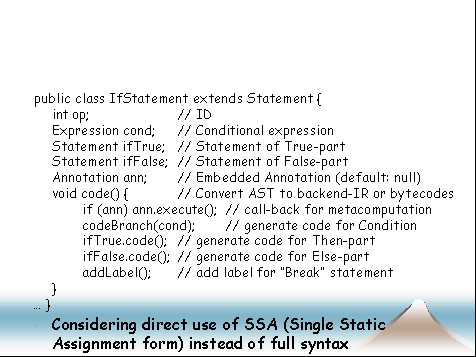 public class IfStatement extends Statement {
int op; // ID
Expression cond; // Conditional expression
Statement ifTrue; // Statement of True-part
Statement ifFalse; // Statement of False-part
Annotation ann; // Embedded Annotation (default: null)
void code() { // Convert AST to backend-IR or bytecodes
if (ann) ann.execute(); // call-back for metacomputation
codeBranch(cond); // generate code for Condition
ifTrue.code(); // generate code for Then-part
ifFalse.code(); // generate code for Else-part
addLabel(); // add label for "Break" statement
}
… }
Considering direct use of SSA (Single Static
Assignment form) instead of full syntax